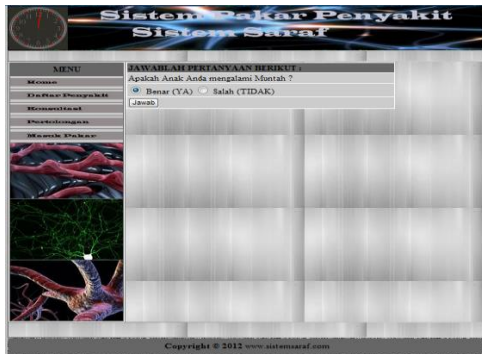 Sistem Pakar Penyakit
Sistem Saraf
MENU
Home
Daftar Penyakit
Konsultasi
Pertolongan
Masuk Pakar
JAWABLAH PERTANYAAN BERIKUT :
Apakah Anak Anda mengalami Muntah ?
Benar (YA) Salah (TIDAK)
Jawab
Copyright © 2012 www.sistemsaraf.com